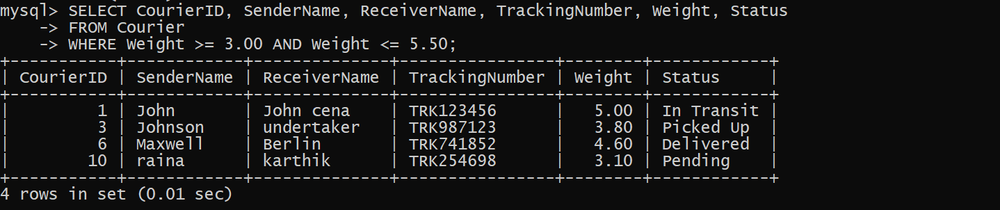 mysql> SELECT CourierID, SenderName, ReceiverName, TrackingNumber, Weight, Status
    -> FROM Courier
    -> WHERE Weight >= 3.00 AND Weight <= 5.50;
+-----------+------------+--------------+----------------+--------+------------+
| CourierID | SenderName | ReceiverName | TrackingNumber | Weight | Status     |
+-----------+------------+--------------+----------------+--------+------------+
|         1 | John       | John cena    | TRK123456      |   5.00 | In Transit |
|         3 | Johnson    | undertaker   | TRK987123      |   3.80 | Picked Up  |
|         6 | Maxwell    | Berlin       | TRK741852      |   4.60 | Delivered  |
|        10 | raina      | karthik      | TRK254698      |   3.10 | Pending    |
+-----------+------------+--------------+----------------+--------+------------+
4 rows in set (0.01 sec)